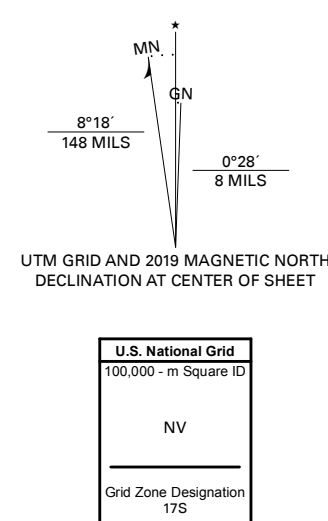 ★
MN
GN
8°18´
148 MILS
0°28´
8 MILS
UTM GRID AND 2019 MAGNETIC NORTH
DECLINATION AT CENTER OF SHEET
U.S. National Grid
100,000 - m Square ID
NV
Grid Zone Designation
17S